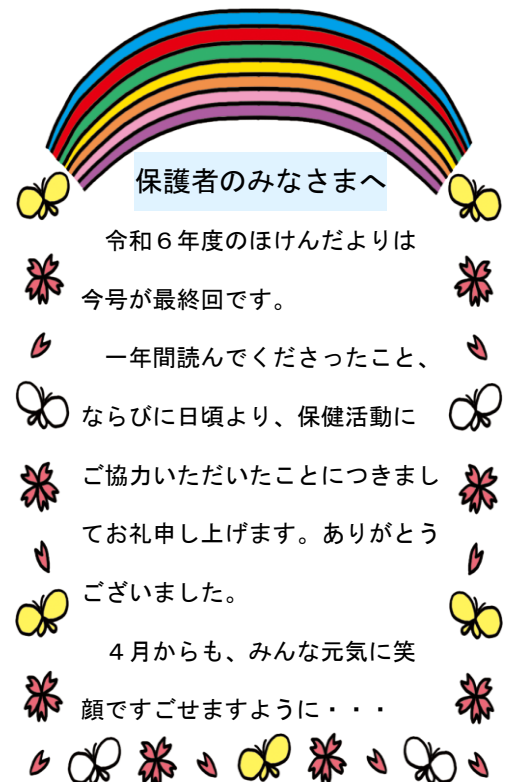 保護者のみなさまへ
　令和６年度のほけんだよりは
今号が最終回です。
　一年間読んでくださったこと、
ならびに日頃より、保健活動に
ご協力いただいたことにつきまし
てお礼申し上げます。ありがとう
ございました。
　４月からも、みんな元気に笑
顔ですごせますように・・・